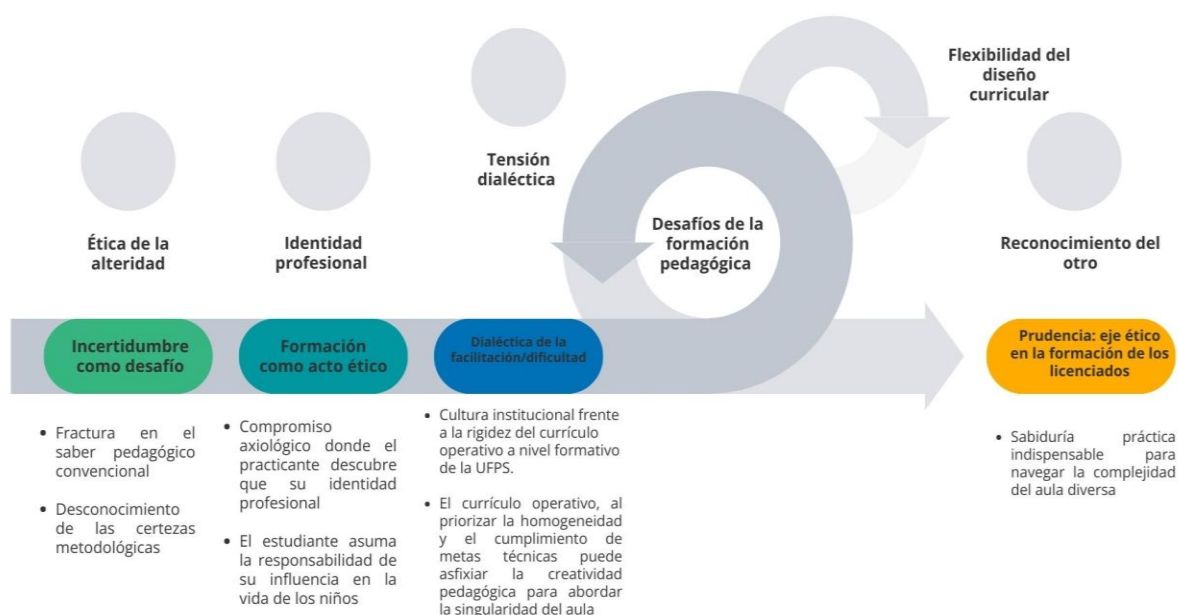 Flexibilidad del
diseño
curricular
Tensión
dialéctica
Desafíos de la
formación
pedagógica
Ética de la
alteridad
Identidad
profesional
Reconocimiento del
otro
Incertidumbre
como desafío
Formación
como acto ético
Dialéctica de la
facilitación/dificultad
Prudencia: eje ético
en la formación de los
licenciados
• Fractura en el
saber pedagógico
convencional
• Desconocimiento
de las certezas
metodológicas
• Compromiso
axiológico donde el
practicante descubre
que su identidad
profesional
• El estudiante asuma
la responsabilidad de
su influencia en la
vida de los niños
• Cultura institucional frente
a la rigidez del currículo
operativo a nivel formativo
de la UFPS.
• El currículo operativo, al
priorizar la homogeneidad
y el cumplimiento de
metas técnicas puede
asfixiar la creatividad
pedagógica para abordar
la singularidad del aula
• Sabiduría práctica
indispensable para
navegar la complejidad
del aula diversa